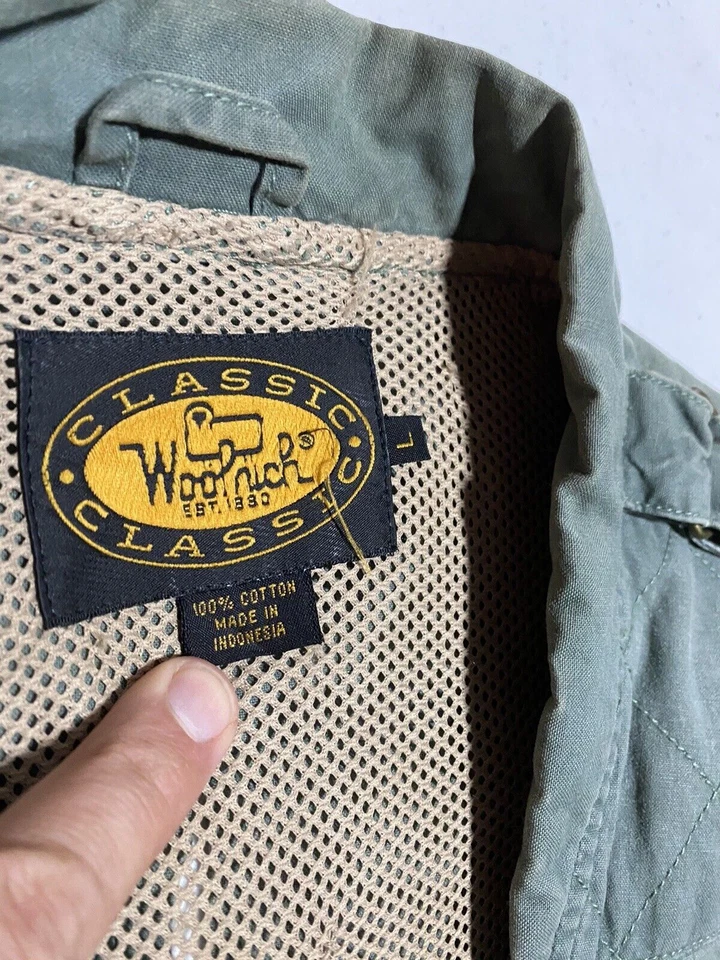 CLASSIC
Woolrich®
EST. 1830
CLASSIC
L
100% COTTON
MADE IN
INDONESIA